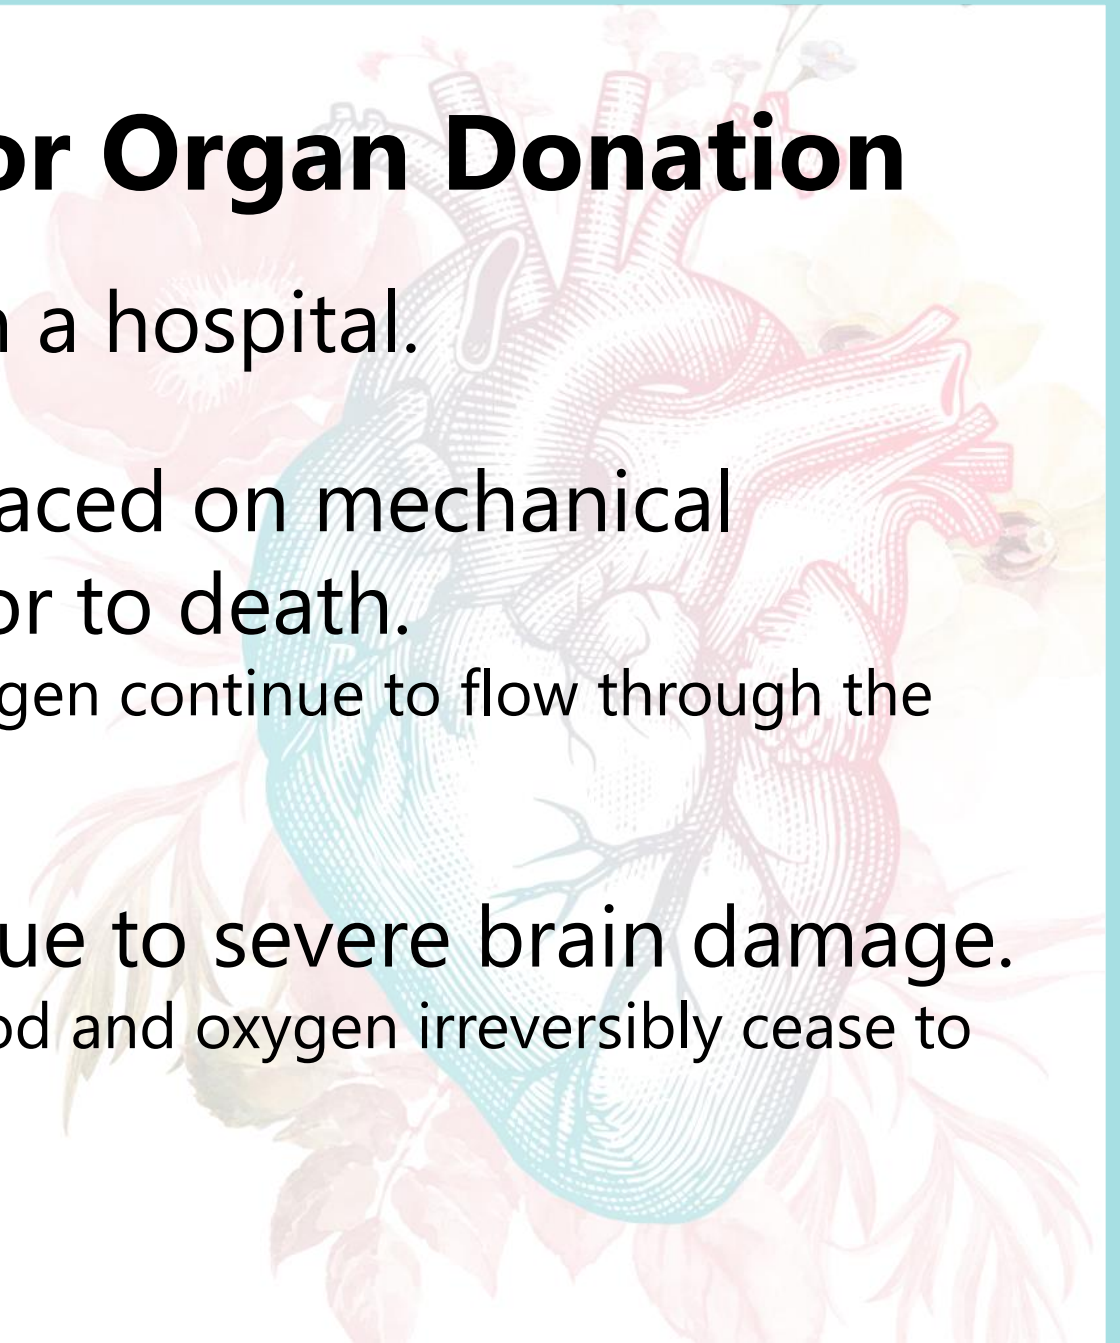 or Organ Donation
a hospital.
aced on mechanical
or to death.
gen continue to flow through the
ue to severe brain damage.
od and oxygen irreversibly cease to